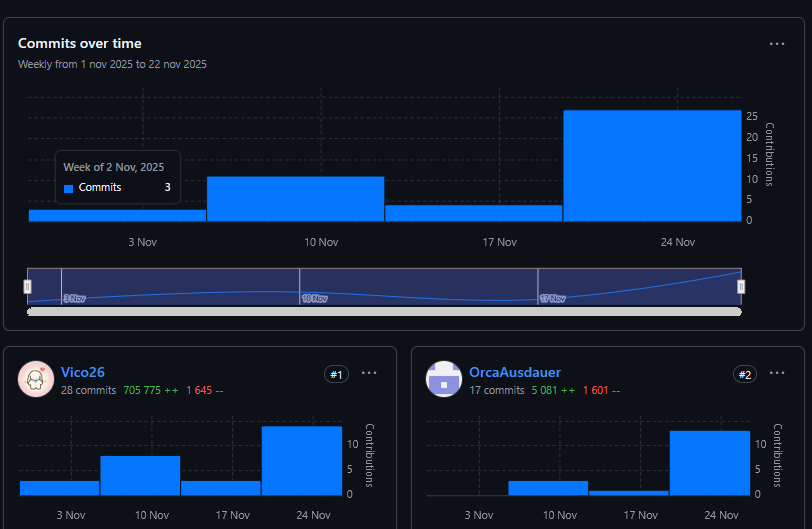 Commits over time
Weekly from 1 nov 2025 to 22 nov 2025
25
20
15
10
5
0
Contributions
Week of 2 Nov, 2025
Commits 3
3 Nov 10 Nov 17 Nov 24 Nov
3 Nov 10 Nov 17 Nov
Vico26 #1
28 commits 705 775 ++ 1 645 --
10
5
0
Contributions
3 Nov 10 Nov 17 Nov 24 Nov
OrcaAusdauer #2
17 commits 5 081 ++ 1 601 --
10
5
0
Contributions
3 Nov 10 Nov 17 Nov 24 Nov